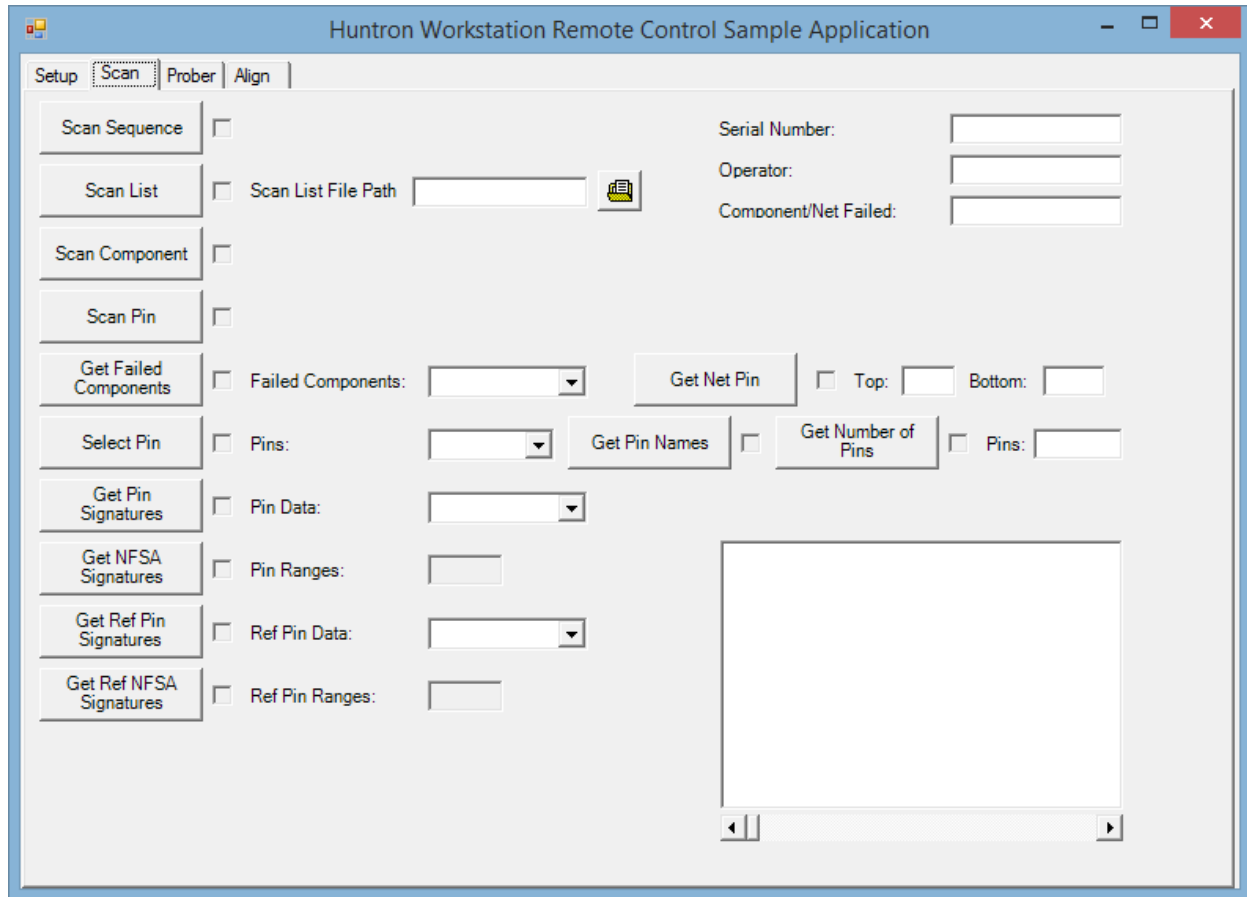 Huntron Workstation Remote Control Sample Application
Setup Scan Prober Align
Scan Sequence
Serial Number:
Scan List Scan List File Path
Operator:
Component/Net Failed:
Scan Component
Scan Pin
Get Failed
Components
Failed Components:
Get Net Pin Top: Bottom:
Select Pin Pins:
Get Pin Names
Get Number of
Pins
Pins:
Get Pin
Signatures
Pin Data:
Get NFSA
Signatures
Pin Ranges:
Get Ref Pin
Signatures
Ref Pin Data:
Get Ref NFSA
Signatures
Ref Pin Ranges: